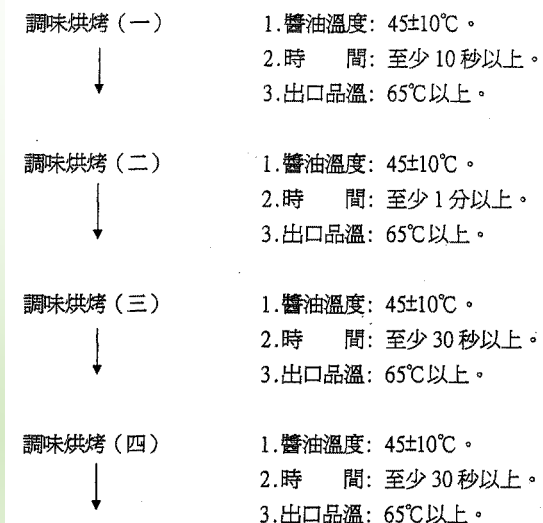 調味烘烤（一） 1.醬油溫度: 45±10℃。
2.時　間: 至少10秒以上。
3.出口品溫: 65℃以上。
調味烘烤（二） 1.醬油溫度: 45±10℃。
2.時　間: 至少1分以上。
3.出口品溫: 65℃以上。
調味烘烤（三） 1.醬油溫度: 45±10℃。
2.時　間: 至少30秒以上。
3.出口品溫: 65℃以上。
調味烘烤（四） 1.醬油溫度: 45±10℃。
2.時　間: 至少30秒以上。
3.出口品溫: 65℃以上。